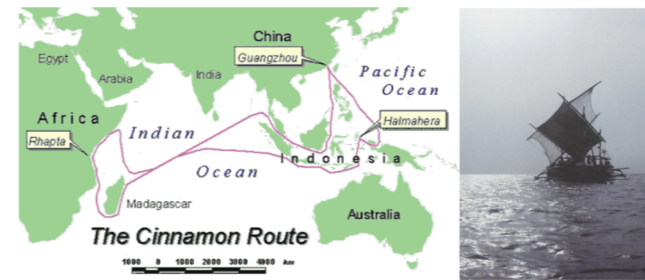 China
Guangzhou
Pacific
Ocean
Egypt
Arabia
India
Africa
Rhapta
Indian
Halmahera
Indonesia
Ocean
Madagascar
Australia
The Cinnamon Route
1000 0 1000 2000 3000 4000 Km